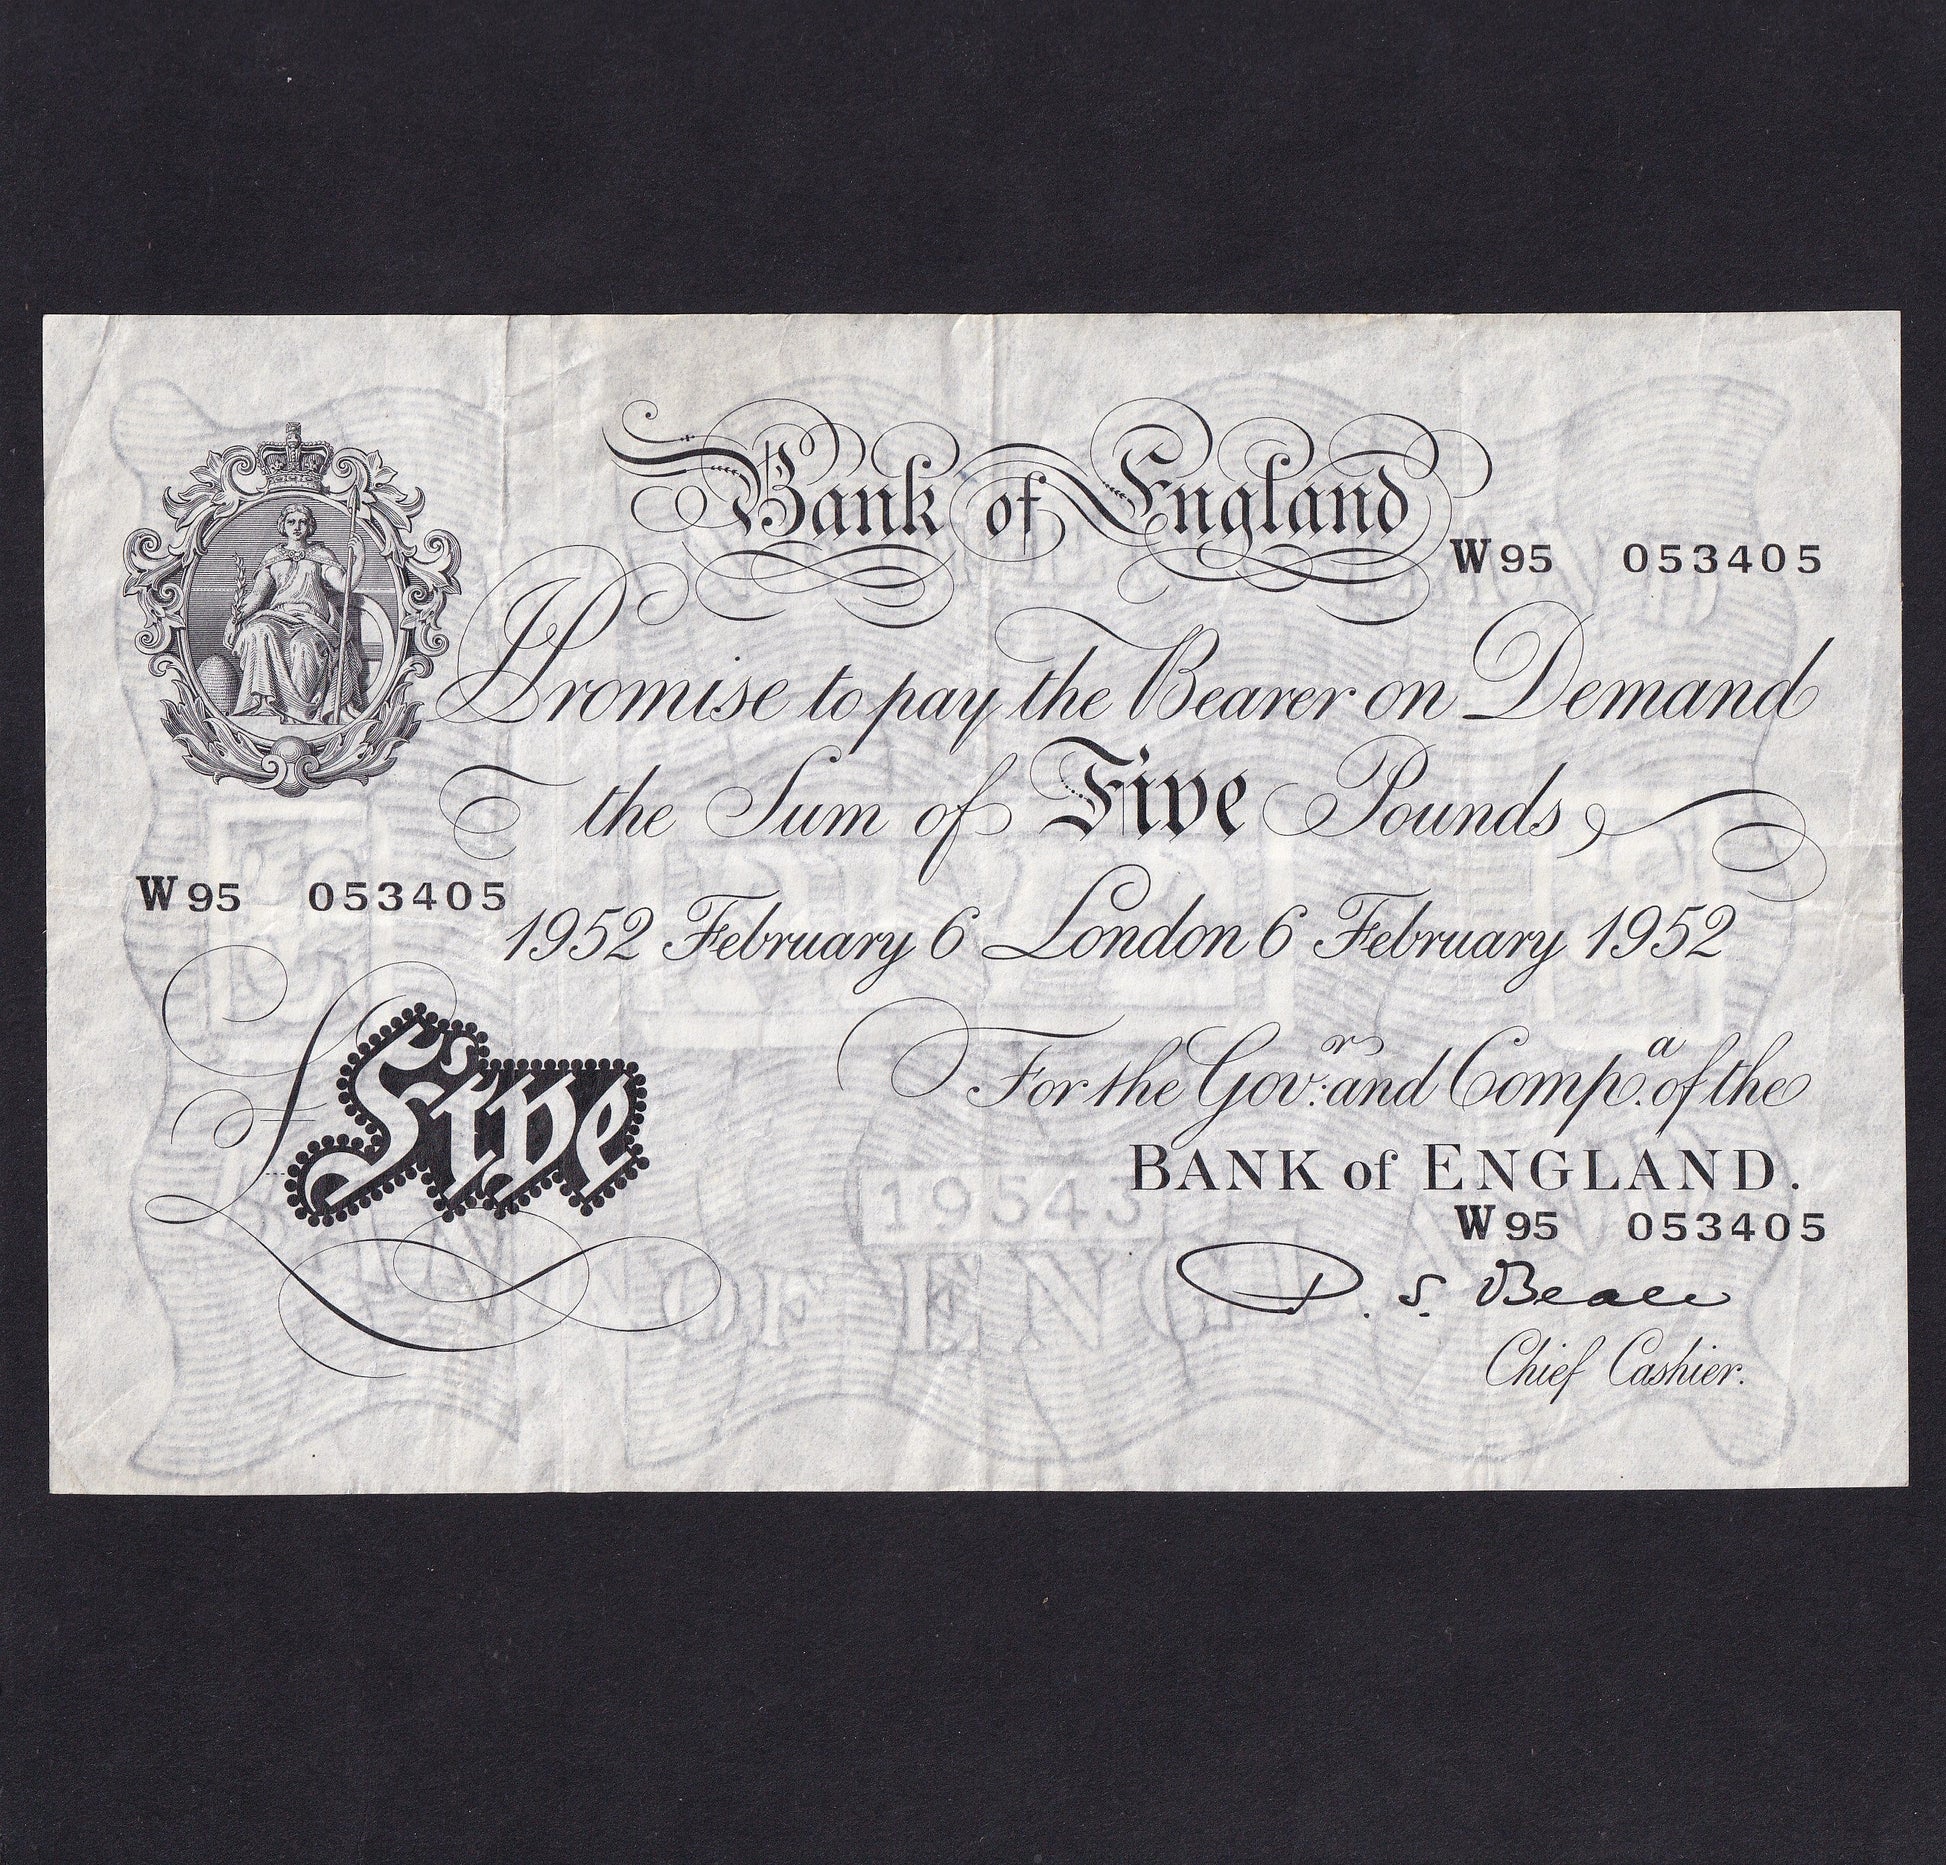 Bank of England
W95 053405
I Promise to pay the Bearer on Demand
the Sum of Five Pounds
W95 053405
1952 February 6 London 6 February 1952
£ Five
For the Govʳ: and Compᵃ. of the
BANK of ENGLAND.
W95 053405
P. S. Beale
Chief Cashier.